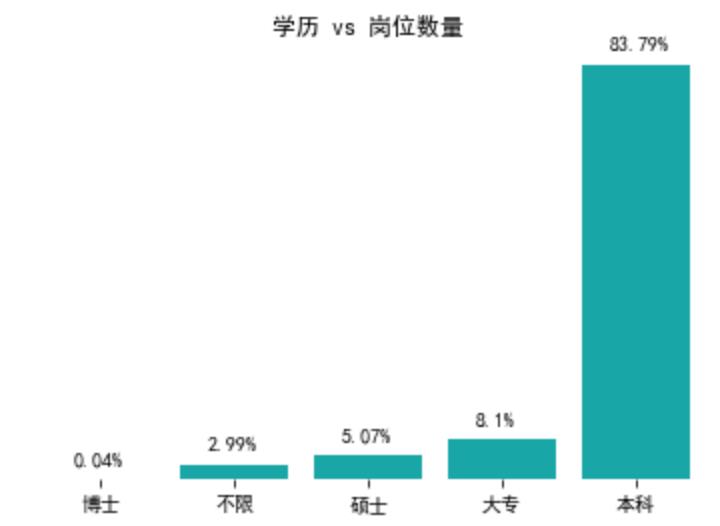 学历 vs 岗位数量
83.79%
8.1%
5.07%
2.99%
0.04%
博士 不限 硕士 大专 本科